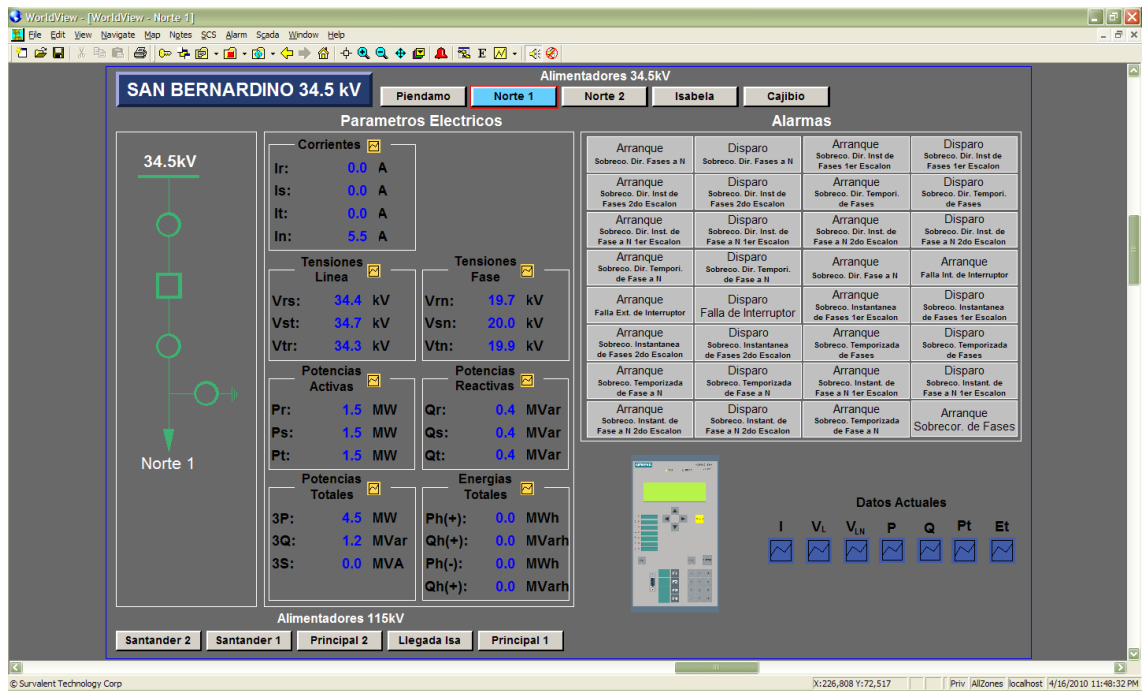 WorldView - [WorldView - Norte 1]
File Edit View Navigate Map Notes SCS Alarm Scada Window Help
SAN BERNARDINO 34.5 kV
Alimentadores 34.5kV
Piendamo Norte 1 Norte 2 Isabela Cajibio
Parametros Electricos
Alarmas
34.5kV
Norte 1
Corrientes
Ir: 0.0 A
Is: 0.0 A
It: 0.0 A
In: 5.5 A
Tensiones
Linea
Vrs: 34.4 kV
Vst: 34.7 kV
Vtr: 34.3 kV
Tensiones
Fase
Vrn: 19.7 kV
Vsn: 20.0 kV
Vtn: 19.9 kV
Potencias
Activas
Pr: 1.5 MW
Ps: 1.5 MW
Pt: 1.5 MW
Potencias
Reactivas
Qr: 0.4 MVar
Qs: 0.4 MVar
Qt: 0.4 MVar
Potencias
Totales
3P: 4.5 MW
3Q: 1.2 MVar
3S: 0.0 MVA
Energias
Totales
Ph(+): 0.0 MWh
Qh(+): 0.0 MVarh
Ph(-): 0.0 MWh
Qh(+): 0.0 MVarh
Arranque
Sobreco. Dir. Fases a N
Disparo
Sobreco. Dir. Fases a N
Arranque
Sobreco. Dir. Inst de
Fases 1er Escalon
Disparo
Sobreco. Dir. Inst de
Fases 1er Escalon
Arranque
Sobreco. Dir. Inst de
Fases 2do Escalon
Disparo
Sobreco. Dir. Inst de
Fases 2do Escalon
Arranque
Sobreco. Dir. Tempori.
de Fases
Disparo
Sobreco. Dir. Tempori.
de Fases
Arranque
Sobreco. Dir. Inst. de
Fase a N 1er Escalon
Disparo
Sobreco. Dir. Inst. de
Fase a N 1er Escalon
Arranque
Sobreco. Dir. Inst. de
Fase a N 2do Escalon
Disparo
Sobreco. Dir. Inst. de
Fase a N 2do Escalon
Arranque
Sobreco. Dir. Tempori.
de Fase a N
Disparo
Sobreco. Dir. Tempori.
de Fase a N
Arranque
Sobreco. Dir. Fase a N
Arranque
Falla Int. de Interruptor
Arranque
Falla Ext. de Interruptor
Disparo
Falla de Interruptor
Arranque
Sobreco. Instantanea
de Fases 1er Escalon
Disparo
Sobreco. Instantanea
de Fases 1er Escalon
Arranque
Sobreco. Instantanea
de Fases 2do Escalon
Disparo
Sobreco. Instantanea
de Fases 2do Escalon
Arranque
Sobreco. Temporizada
de Fases
Disparo
Sobreco. Temporizada
de Fases
Arranque
Sobreco. Temporizada
de Fase a N
Disparo
Sobreco. Temporizada
de Fase a N
Arranque
Sobreco. Instant. de
Fase a N 1er Escalon
Disparo
Sobreco. Instant. de
Fase a N 1er Escalon
Arranque
Sobreco. Instant. de
Fase a N 2do Escalon
Disparo
Sobreco. Instant. de
Fase a N 2do Escalon
Arranque
Sobreco. Temporizada
de Fase a N
Arranque
Sobrecor. de Fases
SIEMENS
Datos Actuales
I VL VLN P Q Pt Et
Alimentadores 115kV
Santander 2 Santander 1 Principal 2 Llegada Isa Principal 1
© Survalent Technology Corp
X:226,808 Y:72,517 Priv AllZones localhost 4/16/2010 11:48:32 PM